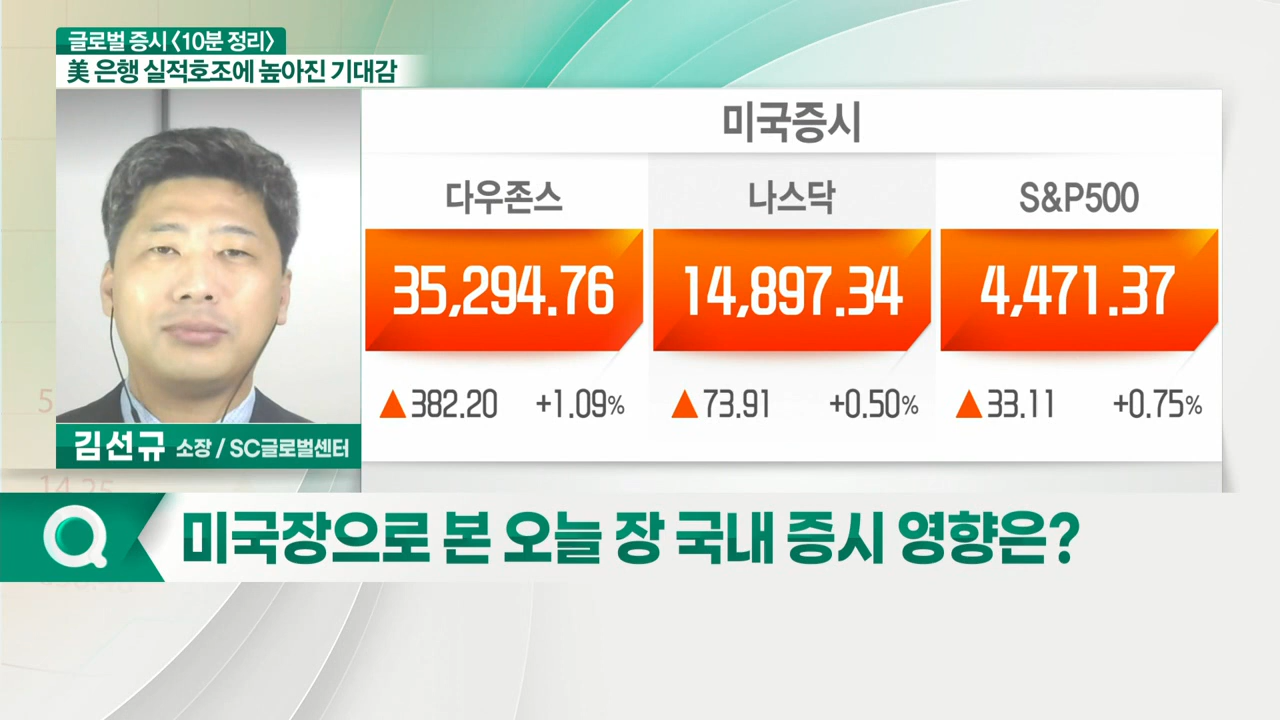 글로벌 증시 <10분 정리>
美 은행 실적호조에 높아진 기대감
미국증시
다우존스 나스닥 S&P500
35,294.76 14,897.34 4,471.37
▲382.20 +1.09% ▲73.91 +0.50% ▲33.11 +0.75%
김선규 소장 / SC글로벌센터
Q 미국장으로 본 오늘 장 국내 증시 영향은?